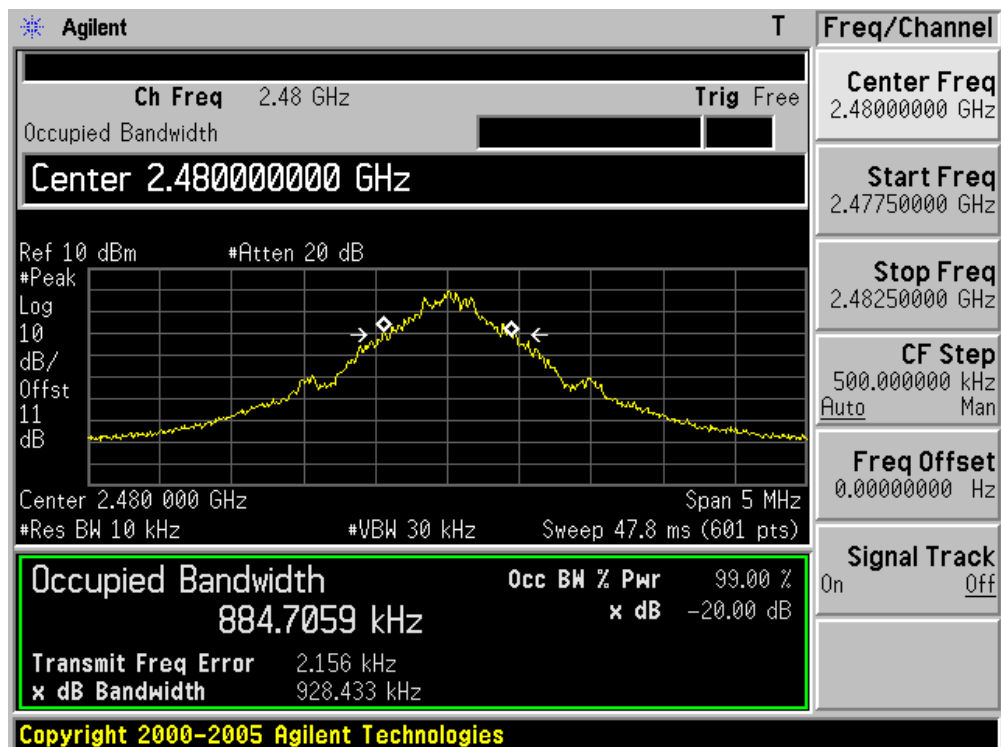 Agilent T
Freq/Channel
Ch Freq 2.48 GHz Trig Free
Occupied Bandwidth
Center 2.480000000 GHz
Ref 10 dBm #Atten 20 dB
#Peak
Log
10
dB/
Offst
11
dB
Center 2.480 000 GHz Span 5 MHz
#Res BW 10 kHz #VBW 30 kHz Sweep 47.8 ms (601 pts)
Occupied Bandwidth Occ BW % Pwr 99.00 %
884.7059 kHz x dB -20.00 dB
Transmit Freq Error 2.156 kHz
x dB Bandwidth 928.433 kHz
Copyright 2000-2005 Agilent Technologies
Center Freq
2.48000000 GHz
Start Freq
2.47750000 GHz
Stop Freq
2.48250000 GHz
CF Step
500.000000 kHz
Auto Man
Freq Offset
0.00000000 Hz
Signal Track
On Off